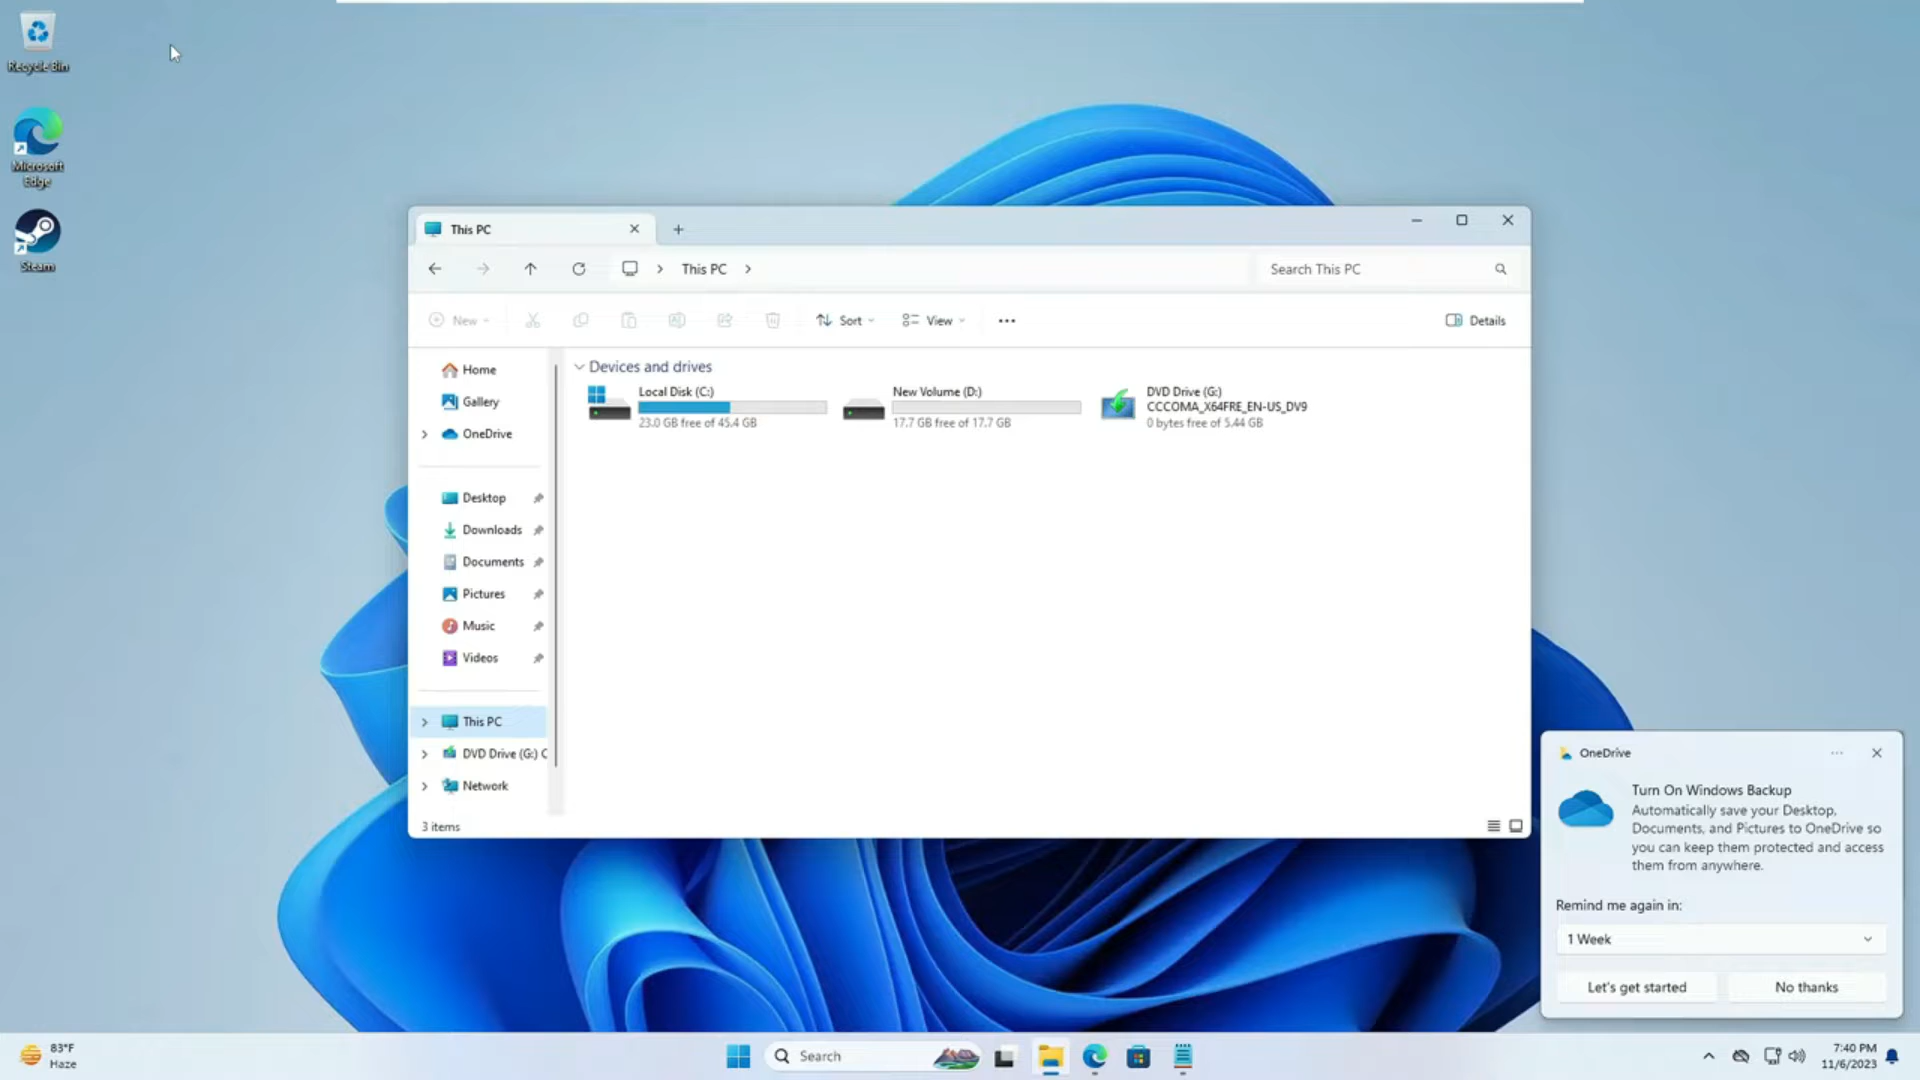 Recycle Bin
Microsoft
Edge
Steam
This PC
This PC
Search This PC
New
Sort
View
Details
Home
Gallery
OneDrive
Desktop
Downloads
Documents
Pictures
Music
Videos
This PC
DVD Drive (G:) C
Network
3 items
Devices and drives
Local Disk (C:)
23.0 GB free of 45.4 GB
New Volume (D:)
17.7 GB free of 17.7 GB
DVD Drive (G:)
CCCOMA_X64FRE_EN-US_DV9
0 bytes free of 5.44 GB
OneDrive
Turn On Windows Backup
Automatically save your Desktop,
Documents, and Pictures to OneDrive so
you can keep them protected and access
them from anywhere.
Remind me again in:
1 Week
Let's get started
No thanks
83°F
Haze
Search
7:40 PM
11/6/2023